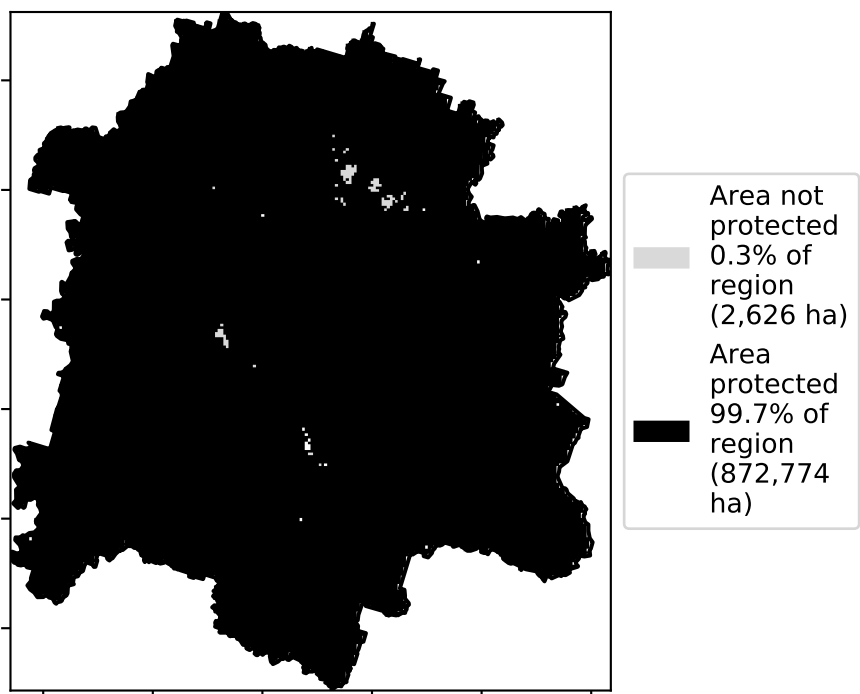 Area not
protected
0.3% of
region
(2,626 ha)
Area
protected
99.7% of
region
(872,774
ha)